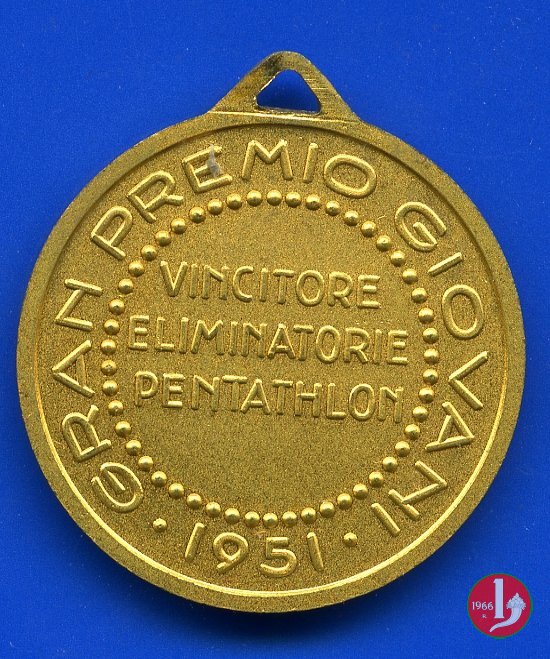 GRAN PREMIO GIOVANI
VINCITORE
ELIMINATORIE
PENTATHLON
· 1951 ·
1966
R.